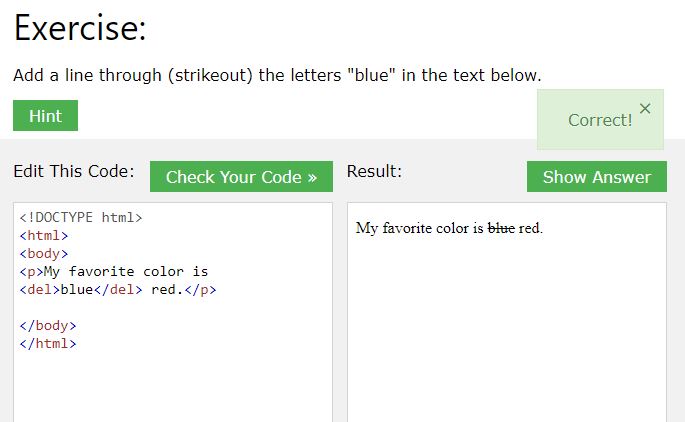 Exercise:
Add a line through (strikeout) the letters "blue" in the text below.
Hint
Correct!
×
Edit This Code:
Check Your Code »
Result:
Show Answer
<!DOCTYPE html>
<html>
<body>
<p>My favorite color is
<del>blue</del> red.</p>
</body>
</html>
My favorite color is blue red.